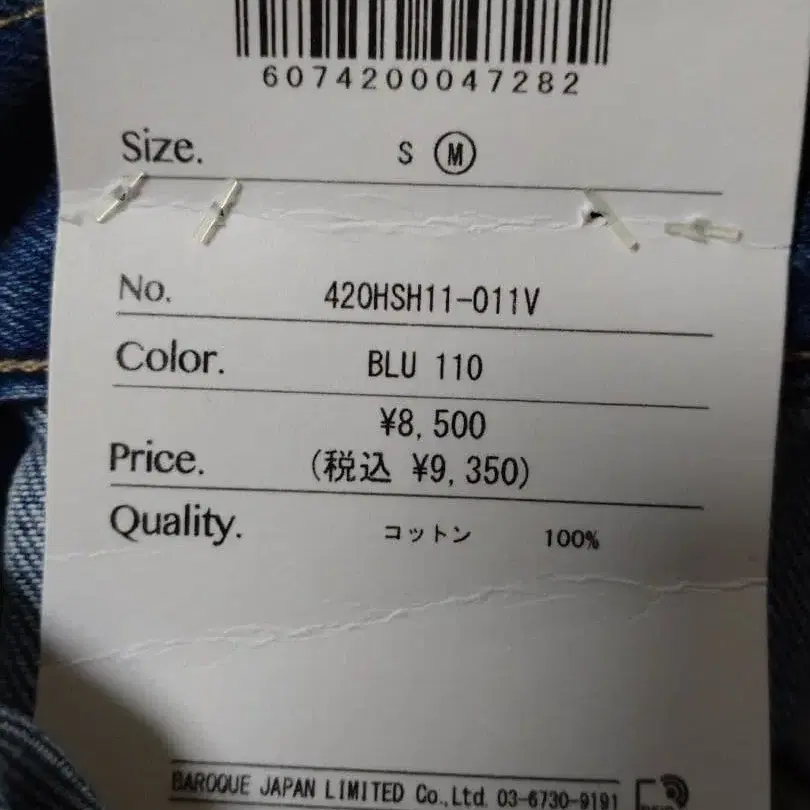 6074200047282
Size. S M
No. 420HSH11-011V
Color. BLU 110
¥8,500
Price. (税込 ¥9,350)
Quality. コットン 100%
BAROQUE JAPAN LIMITED Co.,Ltd. 03-6730-9191